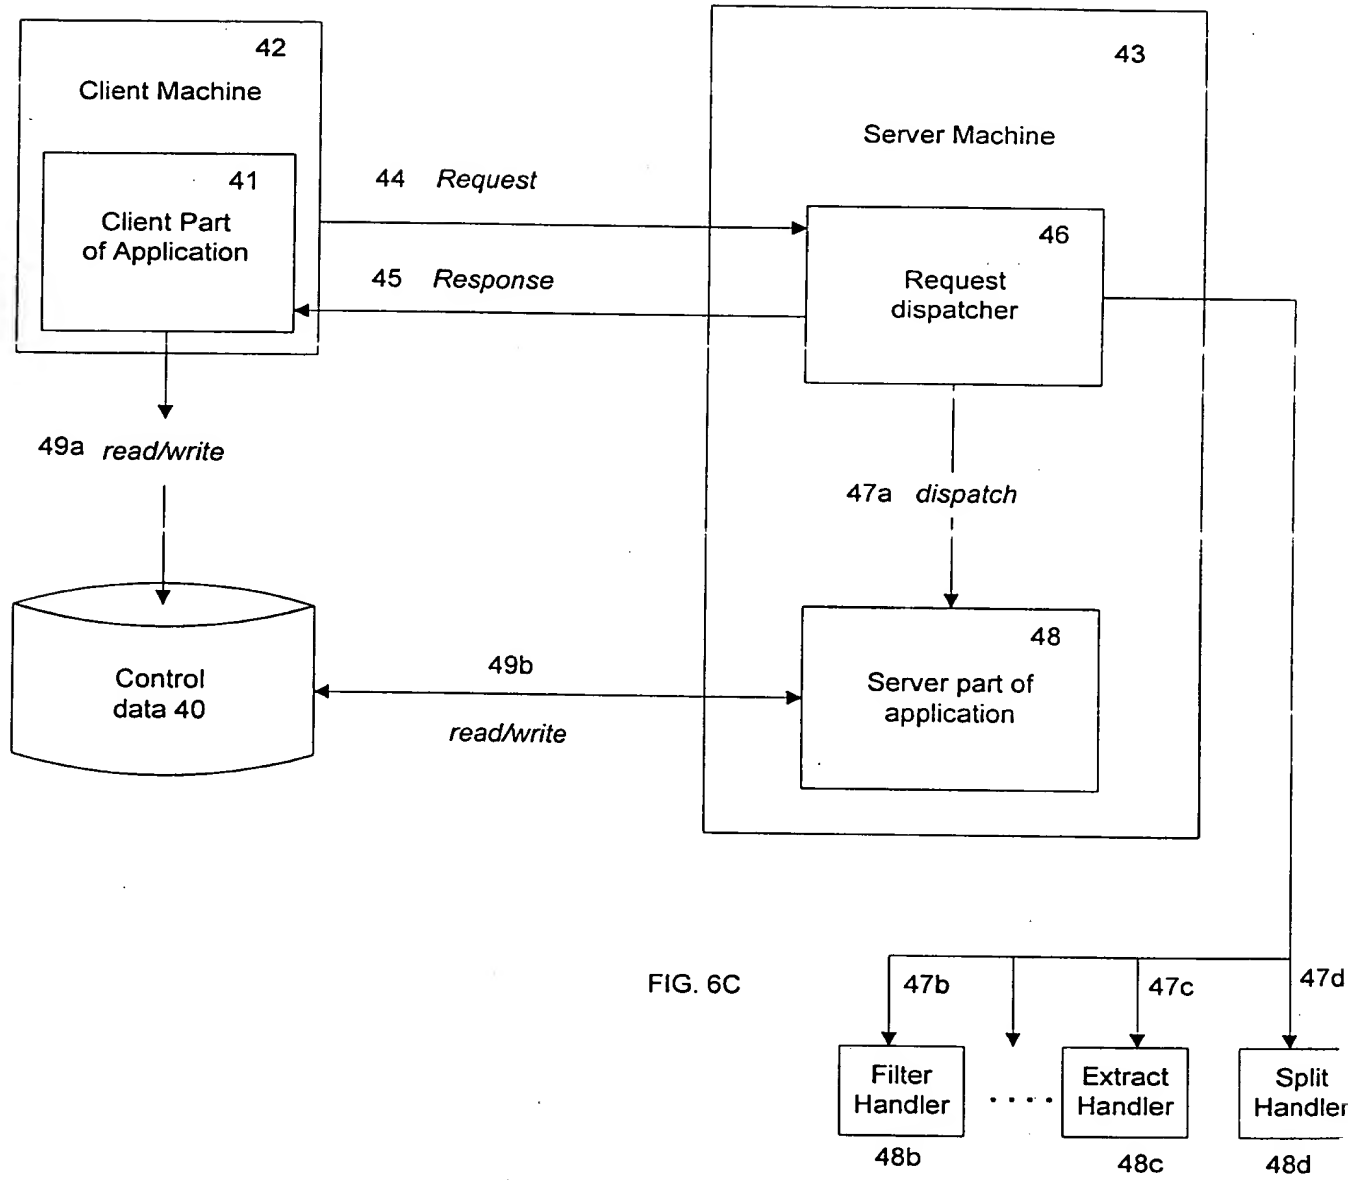 42
Client Machine
41
Client Part
of Application
44 Request
45 Response
43
Server Machine
46
Request
dispatcher
49a read/write
47a dispatch
Control
data 40
49b
read/write
48
Server part of
application
FIG. 6C
47b
47c
47d
Filter
Handler
. . . .
Extract
Handler
Split
Handler
48b
48c
48d